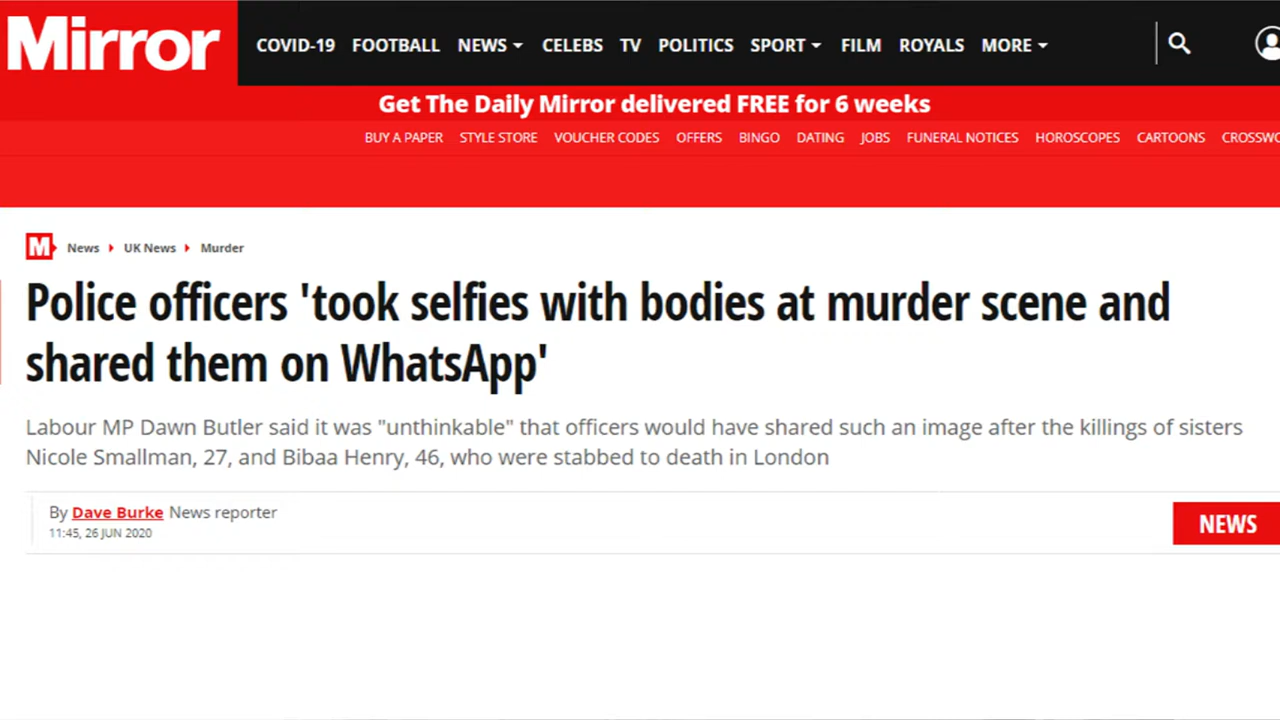 Mirror
COVID-19 FOOTBALL NEWS CELEBS TV POLITICS SPORT FILM ROYALS MORE
Get The Daily Mirror delivered FREE for 6 weeks
BUY A PAPER STYLE STORE VOUCHER CODES OFFERS BINGO DATING JOBS FUNERAL NOTICES HOROSCOPES CARTOONS CROSSWO
M News UK News Murder
Police officers 'took selfies with bodies at murder scene and
shared them on WhatsApp'
Labour MP Dawn Butler said it was "unthinkable" that officers would have shared such an image after the killings of sisters
Nicole Smallman, 27, and Bibaa Henry, 46, who were stabbed to death in London
By Dave Burke News reporter
11:45, 26 JUN 2020
NEWS